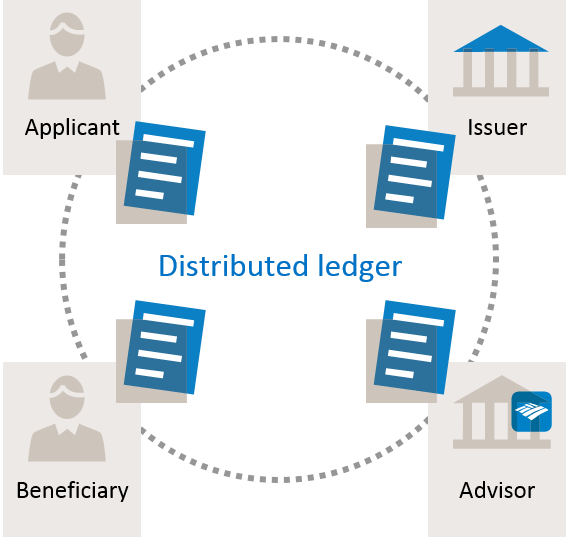 Applicant
Issuer
Distributed ledger
Beneficiary
Advisor